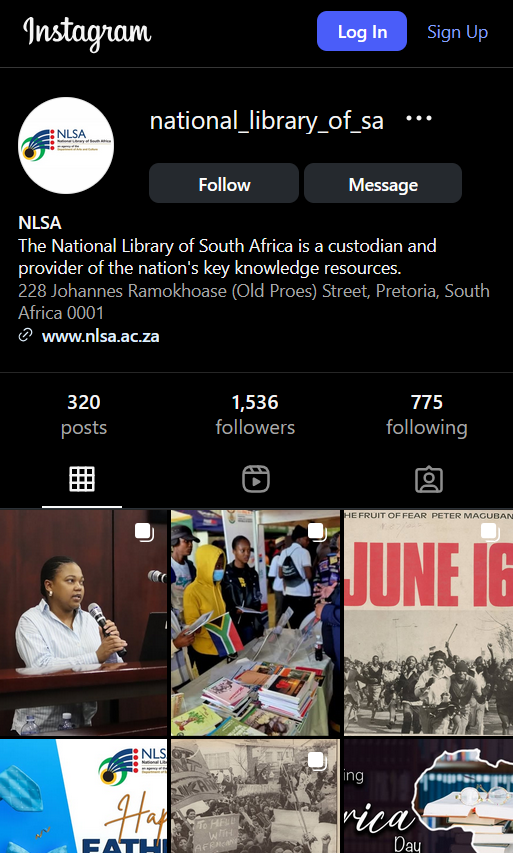 Instagram
Log In
Sign Up
NLSA
National Library of South Africa
an agency of the
Department of Arts and Culture
national_library_of_sa
Follow
Message
NLSA
The National Library of South Africa is a custodian and
provider of the nation's key knowledge resources.
228 Johannes Ramokhoase (Old Proes) Street, Pretoria, South
Africa 0001
www.nlsa.ac.za
320
posts
1,536
followers
775
following
THE FRUIT OF FEAR PETER MAGUBAN
JUNE 16
NLS
Hap
FATH
TO HELL
WITH
AFRIKAANS
ing
rica
Day